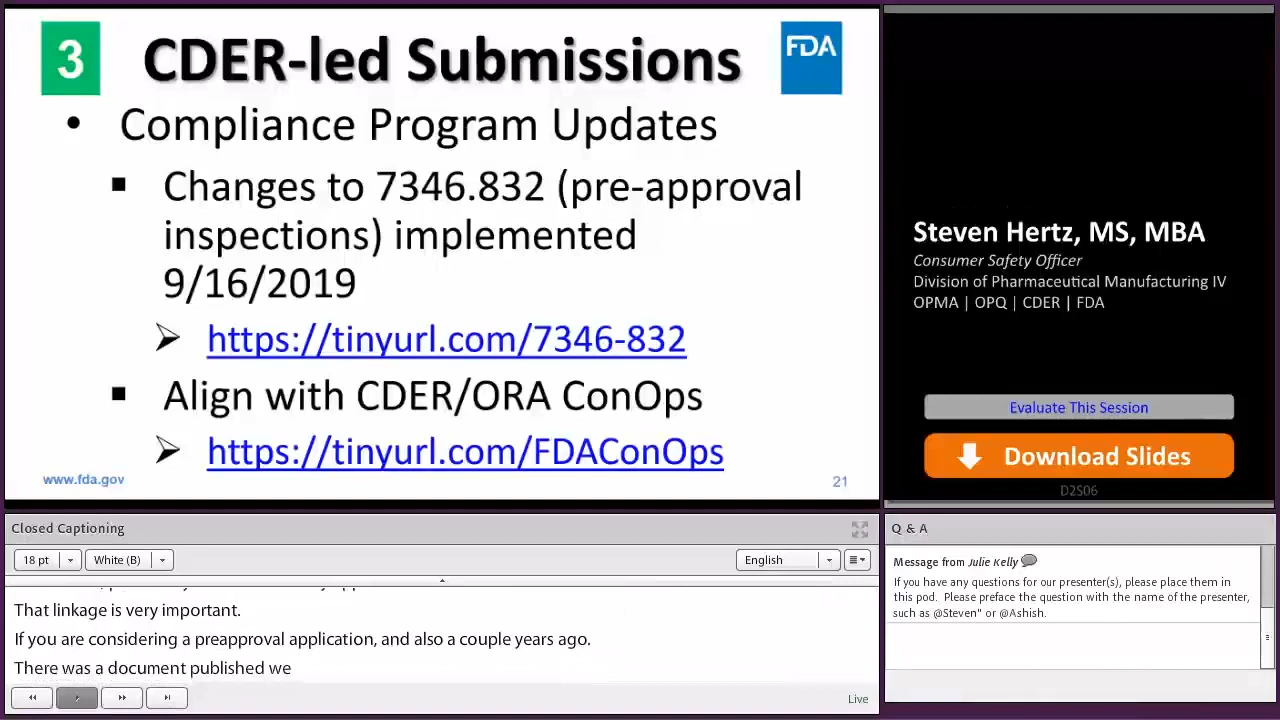 3
CDER-led Submissions
FDA
• Compliance Program Updates
▪ Changes to 7346.832 (pre-approval
inspections) implemented
9/16/2019
➢ https://tinyurl.com/7346-832
▪ Align with CDER/ORA ConOps
➢ https://tinyurl.com/FDAConOps
www.fda.gov
21
Steven Hertz, MS, MBA
Consumer Safety Officer
Division of Pharmaceutical Manufacturing IV
OPMA | OPQ | CDER | FDA
Evaluate This Session
Download Slides
D2S06
Closed Captioning
18 pt
White (B)
English
That linkage is very important.
If you are considering a preapproval application, and also a couple years ago.
There was a document published we
Live
Q & A
Message from Julie Kelly
If you have any questions for our presenter(s), please place them in
this pod. Please preface the question with the name of the presenter,
such as @Steven" or @Ashish.